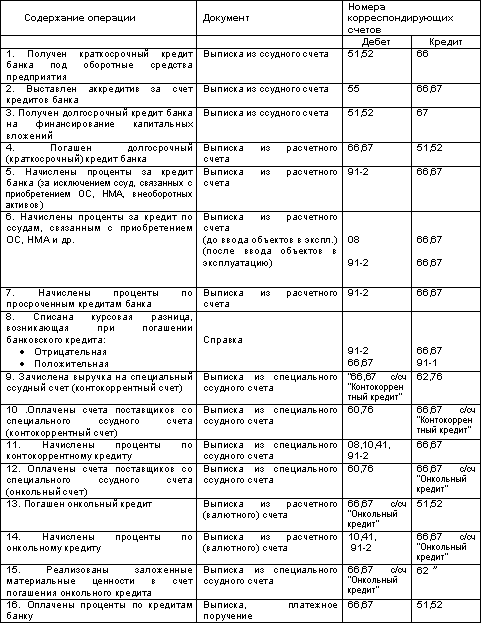 Содержание операции
Документ
Номера
корреспондирующих
счетов
Дебет
Кредит
1. Получен краткосрочный кредит
банка под оборотные средства
предприятия
Выписка из ссудного счета
51,52
66
2. Выставлен аккредитив за счет
кредитов банка
Выписка из ссудного счета
55
66,67
3. Получен долгосрочный кредит банка
на финансирование капитальных
вложений
Выписка из ссудного счета
51,52
67
4. Погашен долгосрочный
(краткосрочный) кредит банка
Выписка из расчетного
счета
66,67
51,52
5. Начислены проценты за кредит
банка (за исключением ссуд, связанных с
приобретением ОС, НМА, внеоборотных
активов)
Выписка из расчетного
счета
91-2
66,67
6. Начислены проценты за кредит по
ссудам, связанным с приобретением
ОС, НМА и др.
Выписка из расчетного
счета
(до ввода объектов в экспл.)
(после ввода объектов в
эксплуатацию)
08
91-2
66,67
66,67
7. Начислены проценты по
просроченным кредитам банка
Выписка из расчетного
счета
91-2
66,67
8. Списана курсовая разница,
возникающая при погашении
банковского кредита:
• Отрицательная
• Положительная
Справка
91-2
66,67
66,67
91-1
9. Зачислена выручка на специальный
ссудный счет (контокоррентный счет)
Выписка из специального
ссудного счета
"66,67 с/сч
"Контокоррен
тный кредит"
62,76
10 .Оплачены счета поставщиков со
специального ссудного счета
(контокоррентный счет)
Выписка из специального
ссудного счета
60,76
66,67 с/сч
"Контокоррен
тный кредит"
11. Начислены проценты по
контокоррентному кредиту
Выписка из специального
ссудного счета
08,10,41,
91-2
66,67
12. Оплачены счета поставщиков со
специального ссудного счета
(онкольный счет)
Выписка из специального
ссудного счета
60,76
66,67 с/сч
"Онкольный
кредит"
13. Погашен онкольный кредит
Выписка из расчетного
(валютного) счета
66,67 с/сч
"Онкольный
кредит"
51,52
14. Начислены проценты по
онкольному кредиту
Выписка из расчетного
(валютного) счета
10,41,
91-2
66,67 с/сч
"Онкольный
кредит"
15. Реализованы заложенные
материальные ценности в счет
погашения онкольного кредита
Выписка из специального
ссудного счета
66,67 с/сч
"Онкольный
кредит"
62 "
16. Оплачены проценты по кредитам
банку
Выписка, платежное
поручение
66,67
51,52